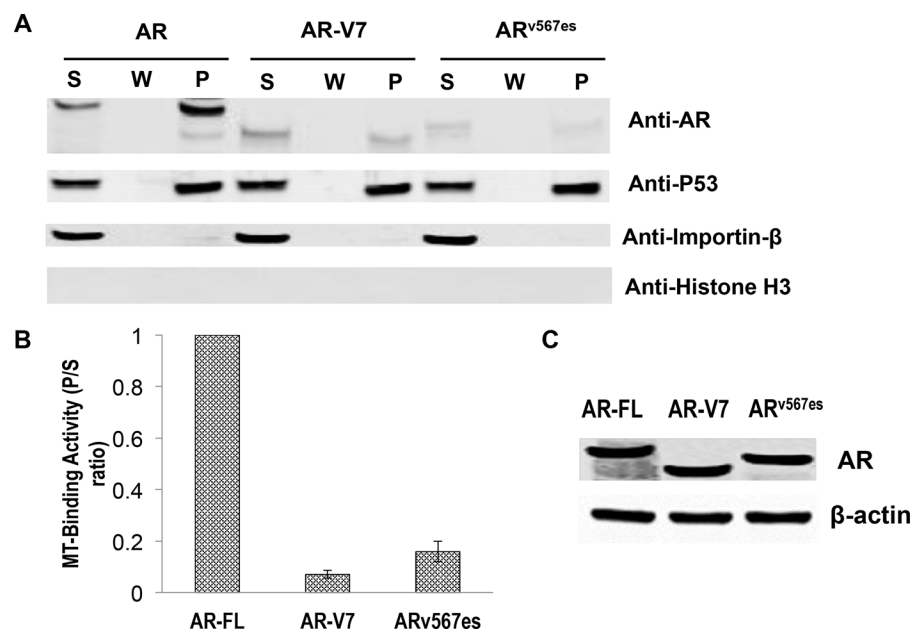 A
AR AR-V7 ARv567es
S W P S W P S W P
Anti-AR
Anti-P53
Anti-Importin-β
Anti-Histone H3
B
MT-Binding Activity (P/S
ratio)
1
0.8
0.6
0.4
0.2
0
AR-FL AR-V7 ARv567es
C
AR-FL AR-V7 ARv567es
AR
β-actin